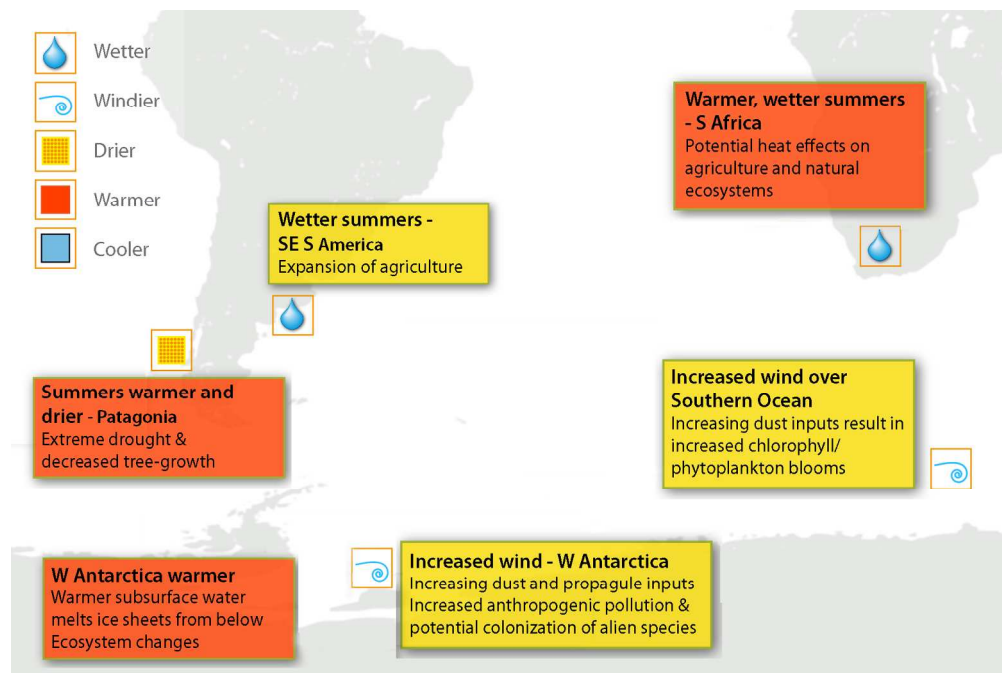 Wetter
Windier
Drier
Warmer
Cooler
Warmer, wetter summers
- S Africa
Potential heat effects on
agriculture and natural
ecosystems
Wetter summers -
SE S America
Expansion of agriculture
Summers warmer and
drier - Patagonia
Extreme drought &
decreased tree-growth
Increased wind over
Southern Ocean
Increasing dust inputs result in
increased chlorophyll/
phytoplankton blooms
W Antarctica warmer
Warmer subsurface water
melts ice sheets from below
Ecosystem changes
Increased wind - W Antarctica
Increasing dust and propagule inputs
Increased anthropogenic pollution &
potential colonization of alien species